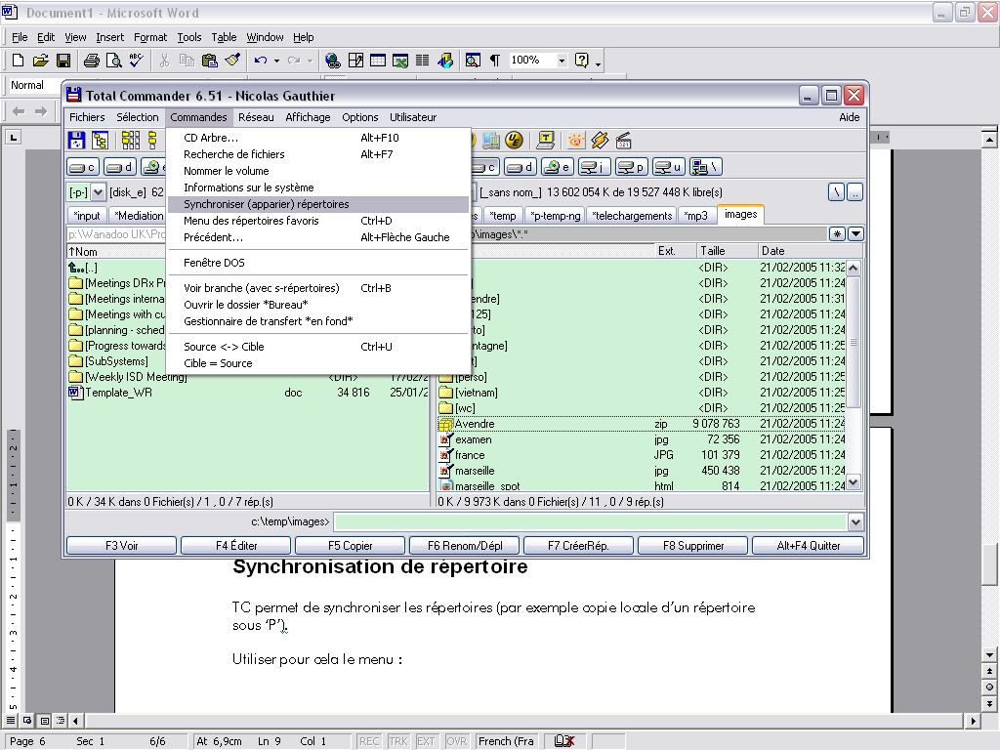 Document1 - Microsoft Word
File Edit View Insert Format Tools Table Window Help
100%
Normal
Total Commander 6.51 - Nicolas Gauthier
Fichiers Sélection Commandes Réseau Affichage Options Utilisateur Aide
CD Arbre... Alt+F10
Recherche de fichiers Alt+F7
Nommer le volume
Informations sur le système
Synchroniser (apparier) répertoires
Menu des répertoires favoris Ctrl+D
Précédent... Alt+Flèche Gauche
Fenêtre DOS
Voir branche (avec s-répertoires) Ctrl+B
Ouvrir le dossier *Bureau*
Gestionnaire de transfert *en fond*
Source <-> Cible Ctrl+U
Cible = Source
c d e
c d e i p u \
[-p-] [disk_e] 62
[_sans nom_] 13 602 054 K de 19 527 448 K libre(s) \ ..
*input *Mediation
*temp *p-temp-ng *telechargements *mp3 images
p:\Wanadoo UK\Pro
\images\*.* *
↑Nom
[..]
[Meetings DRx Pr
[Meetings interna
[Meetings with cu
[planning - sched
[Progress towards
[SubSystems]
[Weekly ISD Meeting] <DIR> 17/02/2
Template_WR doc 34 816 25/01/2
Ext. Taille Date
<DIR> 21/02/2005 11:32
<DIR> 21/02/2005 11:24
endre] <DIR> 21/02/2005 11:31
125] <DIR> 21/02/2005 11:24
to] <DIR> 21/02/2005 11:24
ntagne] <DIR> 21/02/2005 11:25
<DIR> 21/02/2005 11:24
[perso] <DIR> 21/02/2005 11:25
[vietnam] <DIR> 21/02/2005 11:25
[wc] <DIR> 21/02/2005 11:25
Avendre zip 9 078 763 21/02/2005 11:24
examen jpg 72 356 21/02/2005 11:24
france JPG 101 379 21/02/2005 11:24
marseille jpg 450 438 21/02/2005 11:24
marseille_spot html 814 21/02/2005 11:24
0 K / 34 K dans 0 Fichier(s) / 1 , 0 / 7 rép.(s)
0 K / 9 973 K dans 0 Fichier(s) / 11 , 0 / 9 rép.(s)
c:\temp\images>
F3 Voir F4 Éditer F5 Copier F6 Renom/Dépl F7 CréerRép. F8 Supprimer Alt+F4 Quitter
Synchronisation de répertoire
TC permet de synchroniser les répertoires (par exemple copie locale d'un répertoire
sous 'P').
Utiliser pour cela le menu :
Page 6 Sec 1 6/6 At 6,9cm Ln 9 Col 1 REC TRK EXT OVR French (Fra